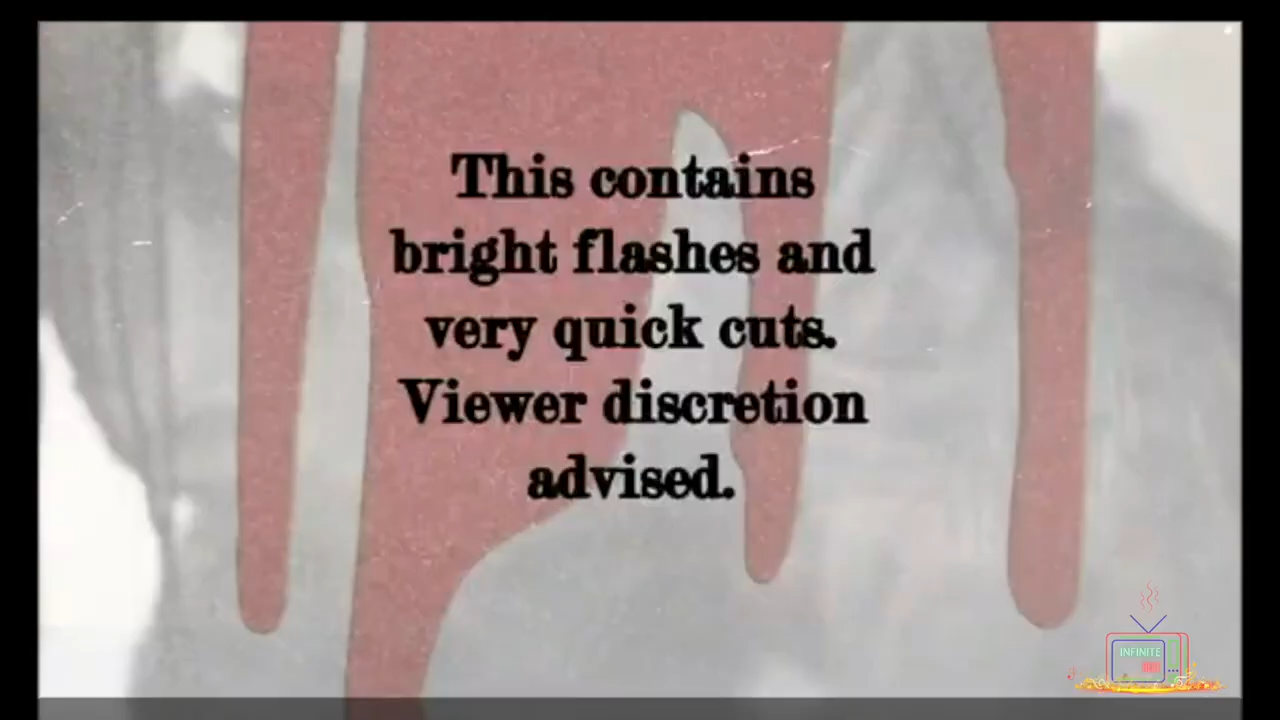 This contains
bright flashes and
very quick cuts.
Viewer discretion
advised.
INFINITE